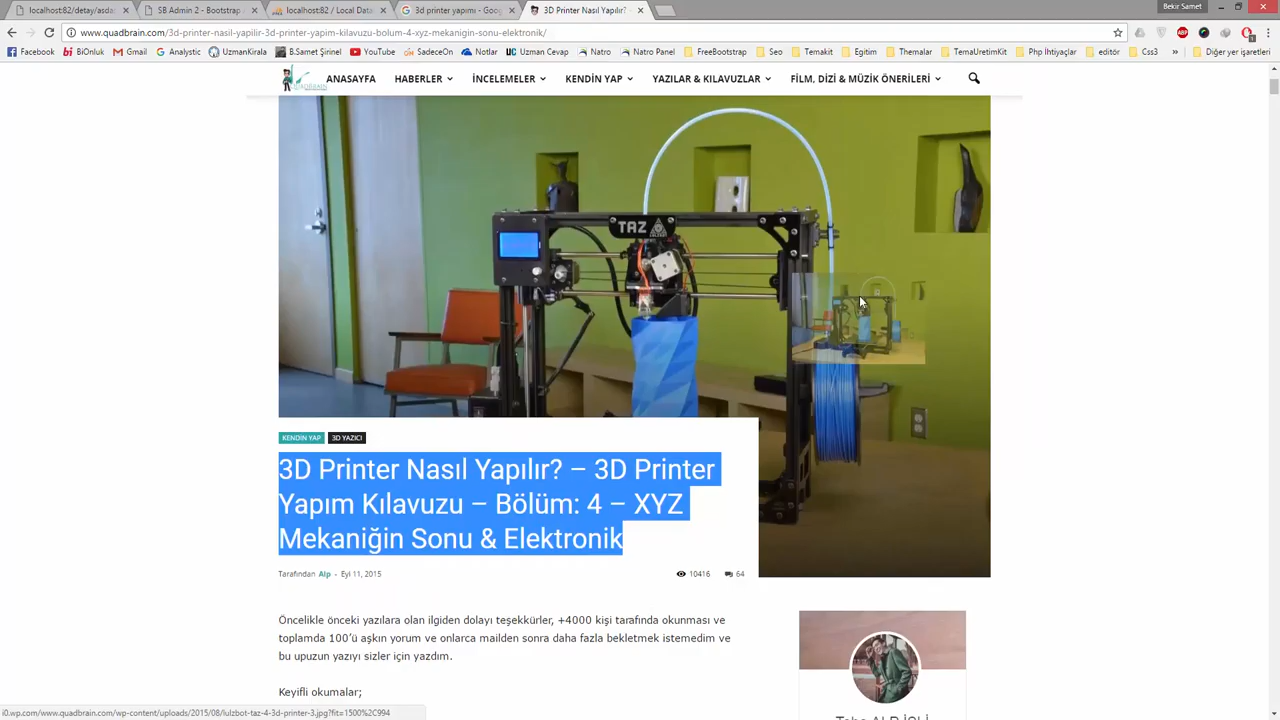 localhost:82/detay/asdas
SB Admin 2 - Bootstrap
localhost:82 / Local Data
3d printer yapımı - Goog
3D Printer Nasıl Yapılır? -
Bekir Samet
www.quadbrain.com/3d-printer-nasil-yapilir-3d-printer-yapim-kilavuzu-bolum-4-xyz-mekanigin-sonu-elektronik/
Facebook
BiOnluk
Gmail
Analystic
UzmanKirala
B.Samet Şirinel
YouTube
SadeceOn
Notlar
Uzman Cevap
Natro
Natro Panel
FreeBootstrap
Seo
Temakit
Egitim
Themalar
TemaUretimKit
Php Ihtiyaçlar
editör
Css3
»
Diğer yer işaretleri
ANASAYFA
HABERLER
İNCELEMELER
KENDİN YAP
YAZILAR & KILAVUZLAR
FİLM, DİZİ & MÜZİK ÖNERİLERİ
TAZ
KENDİN YAP
3D YAZICI
3D Printer Nasıl Yapılır? – 3D Printer
Yapım Kılavuzu – Bölüm: 4 – XYZ
Mekaniğin Sonu & Elektronik
Tarafından Alp - Eyl 11, 2015
10416
64
Öncelikle önceki yazılara olan ilgiden dolayı teşekkürler, +4000 kişi tarafında okunması ve
toplamda 100'ü aşkın yorum ve onlarca mailden sonra daha fazla bekletmek istemedim ve
bu upuzun yazıyı sizler için yazdım.
Keyifli okumalar;
i0.wp.com/www.quadbrain.com/wp-content/uploads/2015/08/lulzbot-taz-4-3d-printer-3.jpg?fit=1500%2C994